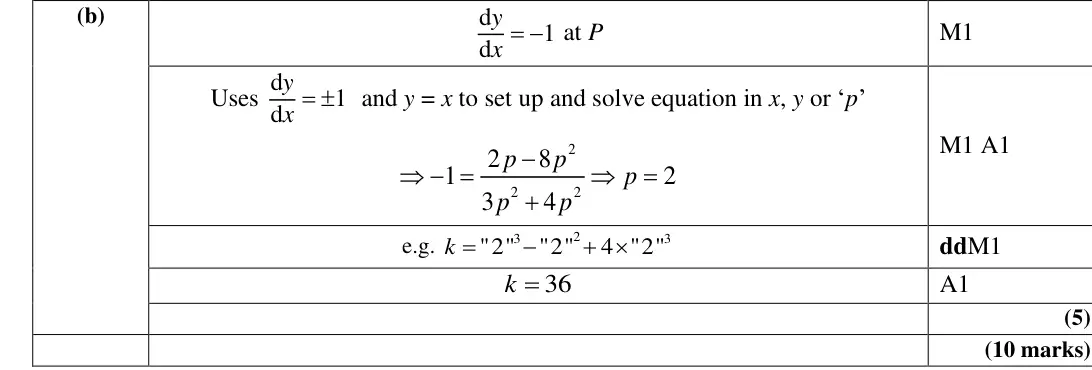 (b) dy/dx = −1 at P M1
Uses dy/dx = ±1 and y = x to set up and solve equation in x, y or ‘p’
⇒ −1 = (2p − 8p²)/(3p² + 4p²) ⇒ p = 2 M1 A1
e.g. k = "2"³ − "2"² + 4 × "2"³ ddM1
k = 36 A1
(5)
(10 marks)